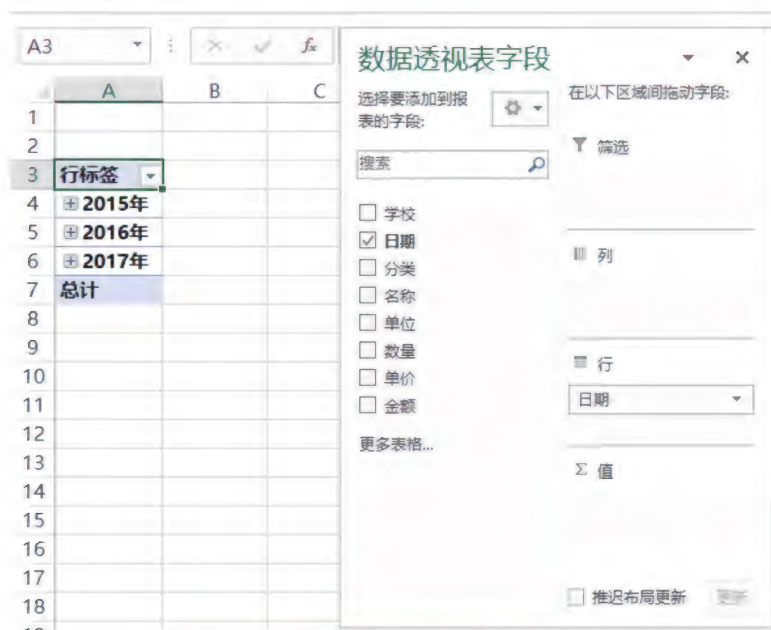 A3
fx
A B C
1
2
3 行标签
4 2015年
5 2016年
6 2017年
7 总计
8
9
10
11
12
13
14
15
16
17
18
数据透视表字段
选择要添加到报
表的字段:
搜索
学校
日期
分类
名称
单位
数量
单价
金额
更多表格...
在以下区域间拖动字段:
筛选
列
行
日期
Σ 值
推迟布局更新 更新